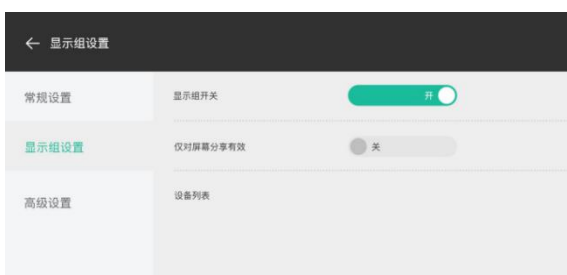 ← 显示组设置
常规设置
显示组开关
开
显示组设置
仅对屏幕分享有效
关
高级设置
设备列表